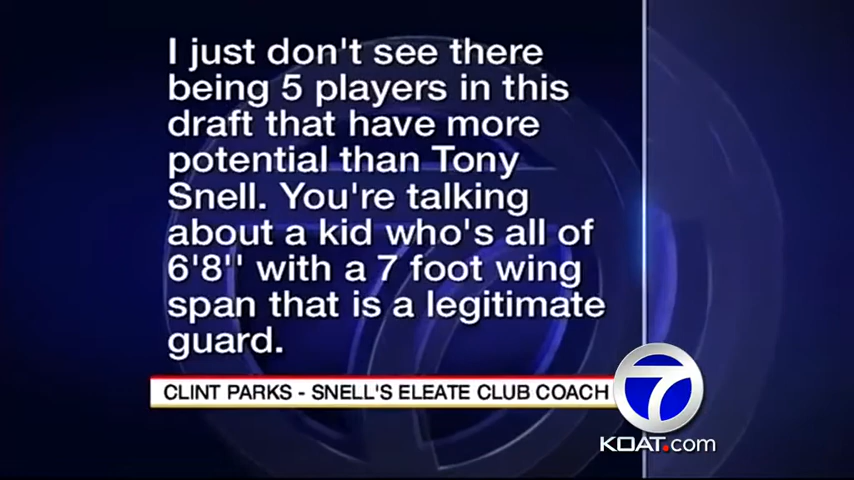 I just don't see there
being 5 players in this
draft that have more
potential than Tony
Snell. You're talking
about a kid who's all of
6'8'' with a 7 foot wing
span that is a legitimate
guard.
CLINT PARKS - SNELL'S ELEATE CLUB COACH
7
KOAT.com